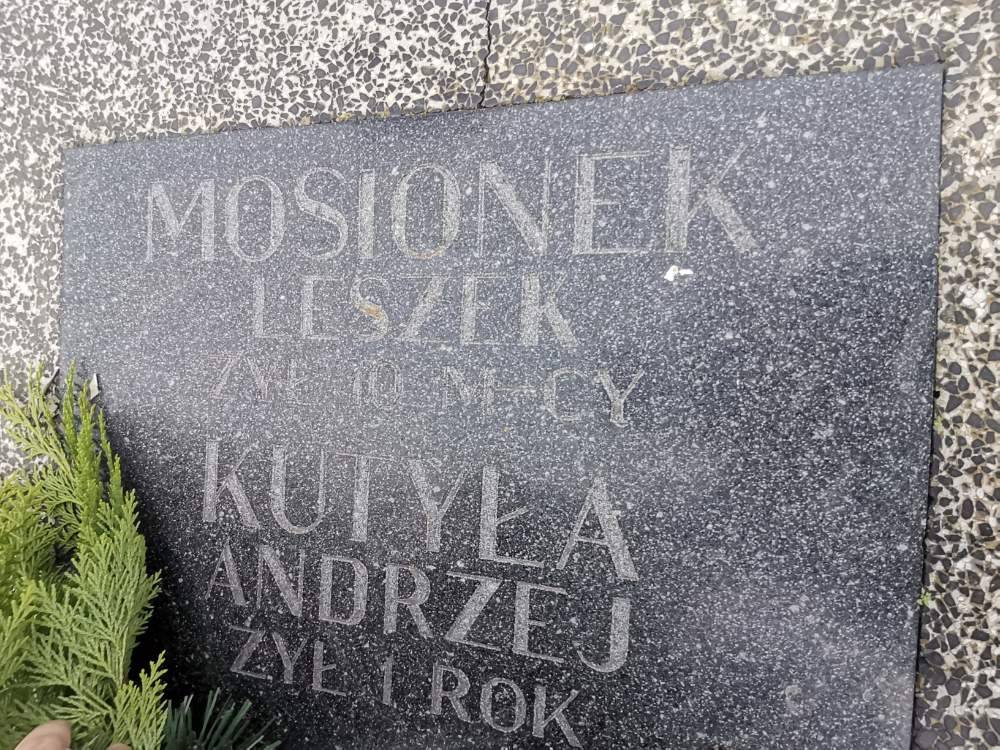 MOSIONEK
LESZEK
ŻYŁ 10 M-CY
KUTYŁA
ANDRZEJ
ŻYŁ 1 ROK